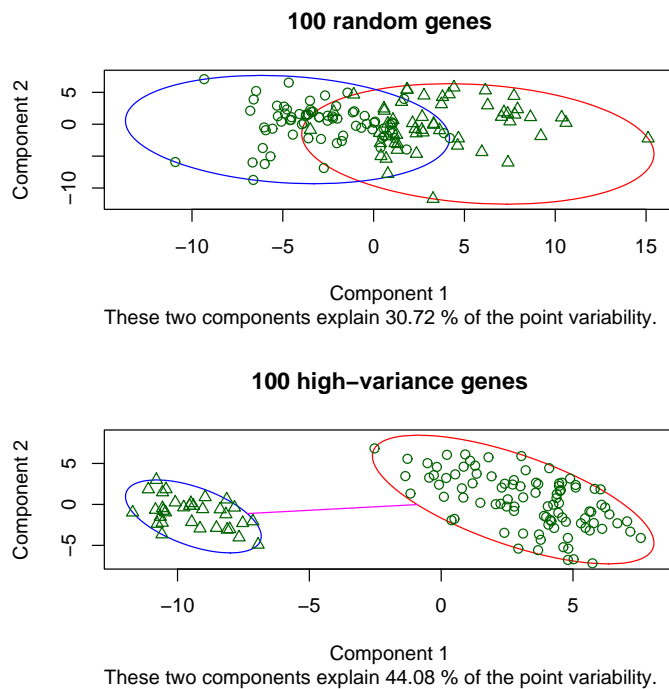 100 random genes
Component 2
5
0
−10
−10
−5
0
5
10
15
Component 1
These two components explain 30.72 % of the point variability.
100 high−variance genes
Component 2
5
0
−5
−10
−5
0
5
Component 1
These two components explain 44.08 % of the point variability.